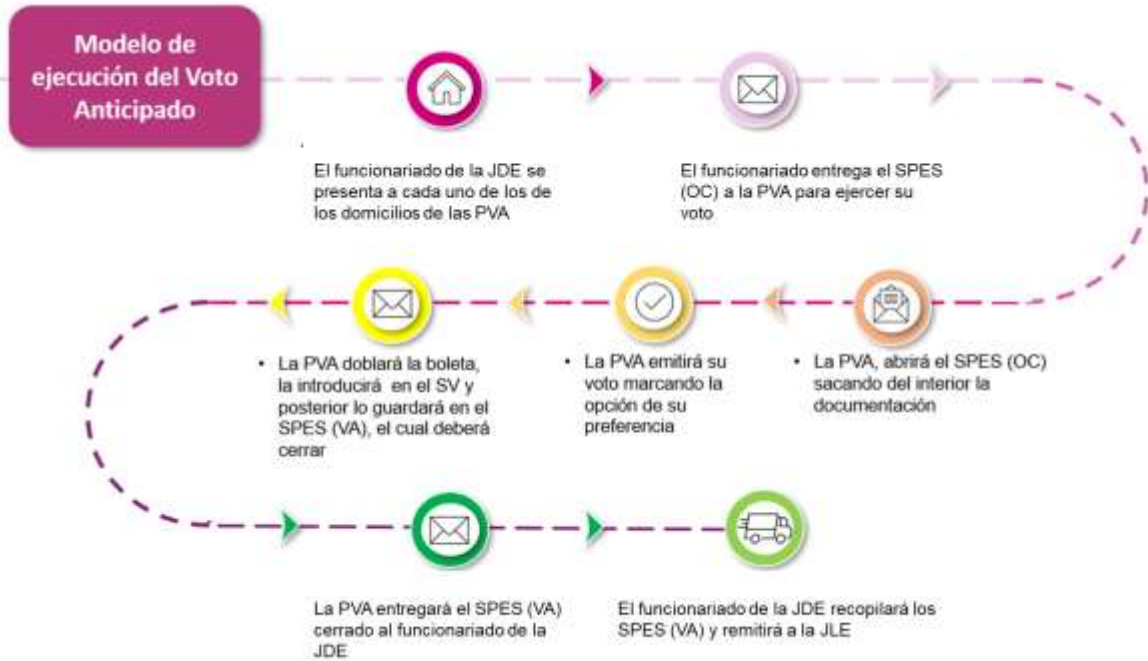 Modelo de
ejecución del Voto
Anticipado
El funcionariado de la JDE se
presenta a cada uno de los de
los domicilios de las PVA
El funcionariado entrega el SPES
(OC) a la PVA para ejercer su
voto
• La PVA, abrirá el SPES (OC)
sacando del interior la
documentación
• La PVA emitirá su
voto marcando la
opción de su
preferencia
• La PVA doblará la boleta,
la introducirá en el SV y
posterior lo guardará en el
SPES (VA), el cual deberá
cerrar
La PVA entregará el SPES (VA)
cerrado al funcionariado de la
JDE
El funcionariado de la JDE recopilará los
SPES (VA) y remitirá a la JLE